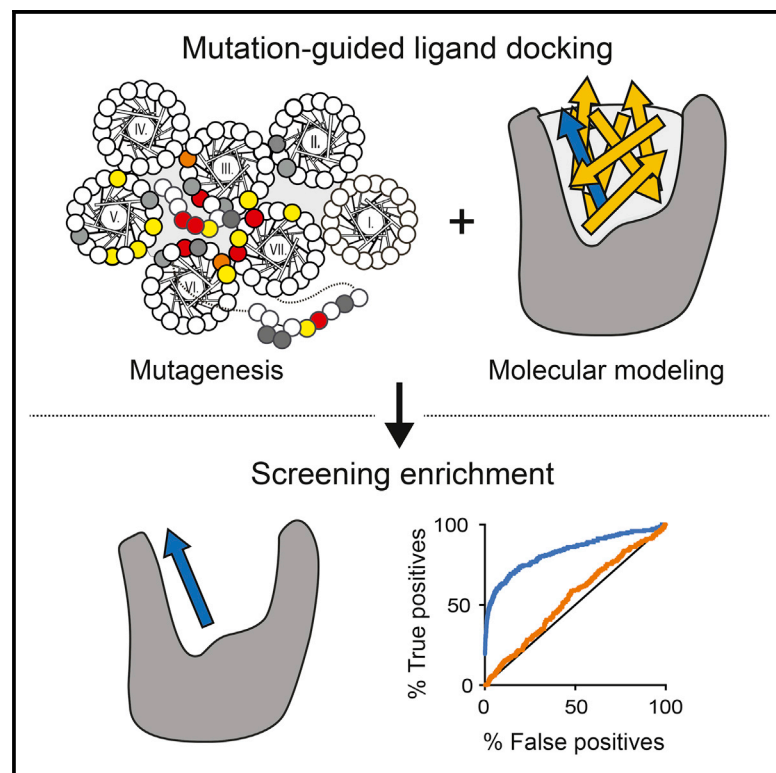 Mutation-guided ligand docking
IV.
III.
II.
V.
VII.
I.
VI.
+
Mutagenesis
Molecular modeling
Screening enrichment
% True positives
100
50
0
0
50
100
% False positives